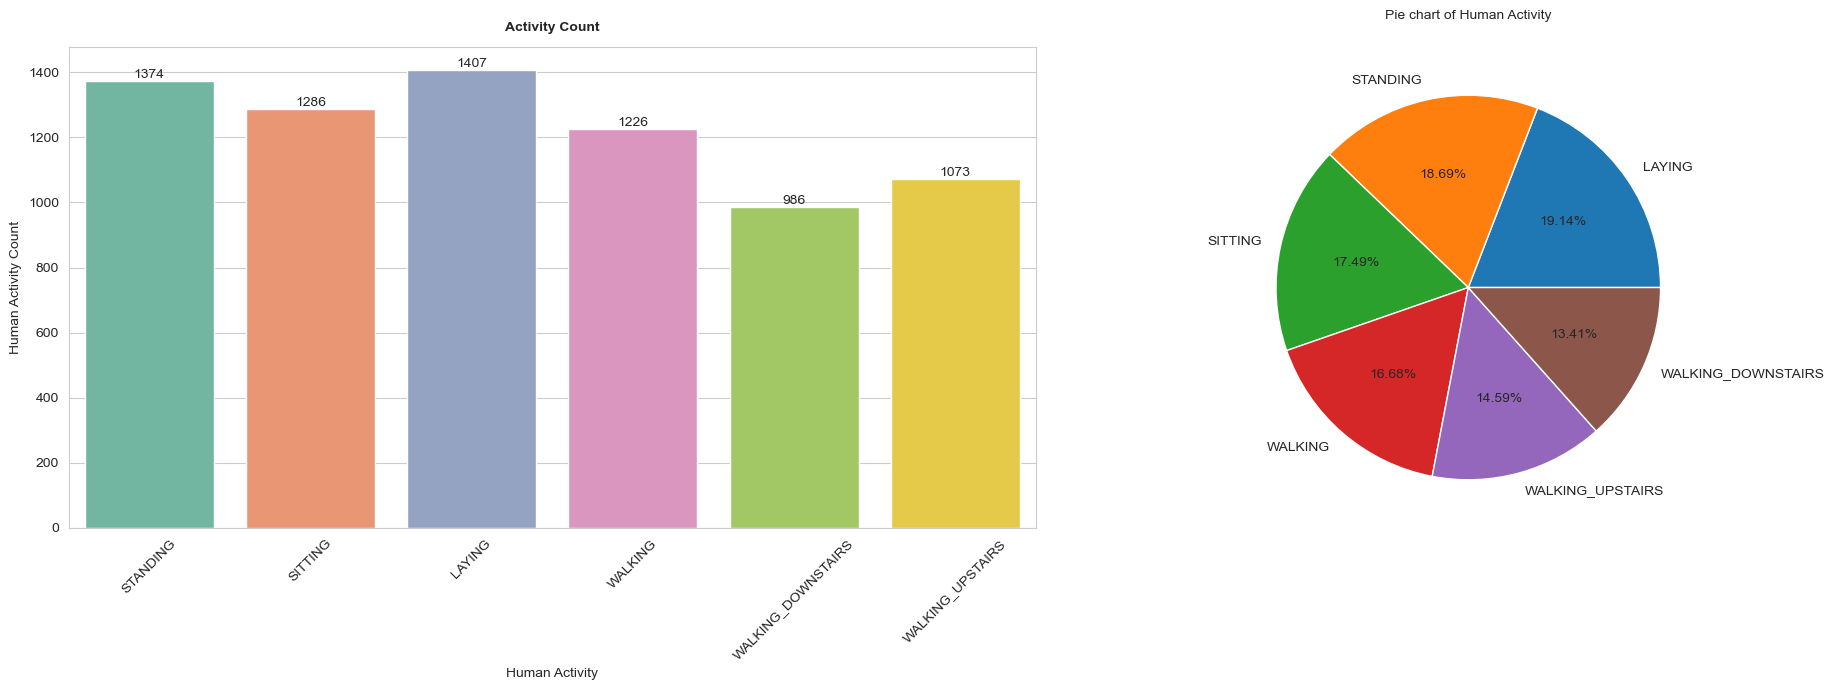 Activity Count
Human Activity Count
1400
1200
1000
800
600
400
200
0
1374
1286
1407
1226
986
1073
STANDING
SITTING
LAYING
WALKING
WALKING_DOWNSTAIRS
WALKING_UPSTAIRS
Human Activity
Pie chart of Human Activity
STANDING
LAYING
SITTING
WALKING
WALKING_UPSTAIRS
WALKING_DOWNSTAIRS
18.69%
19.14%
17.49%
16.68%
14.59%
13.41%